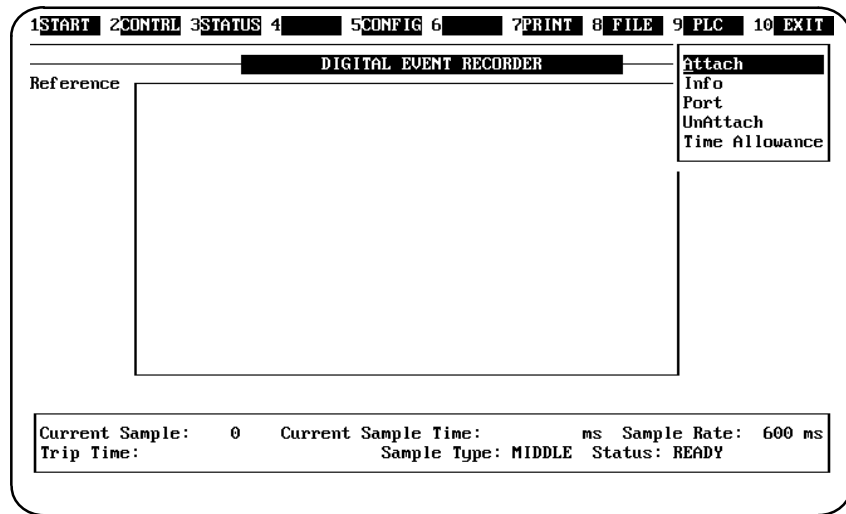 1START 2CONTRL 3STATUS 4 5CONFIG 6 7PRINT 8 FILE 9 PLC 10 EXIT
DIGITAL EVENT RECORDER
Attach
Reference
Info
Port
UnAttach
Time Allowance
Current Sample: 0 Current Sample Time: ms Sample Rate: 600 ms
Trip Time: Sample Type: MIDDLE Status: READY